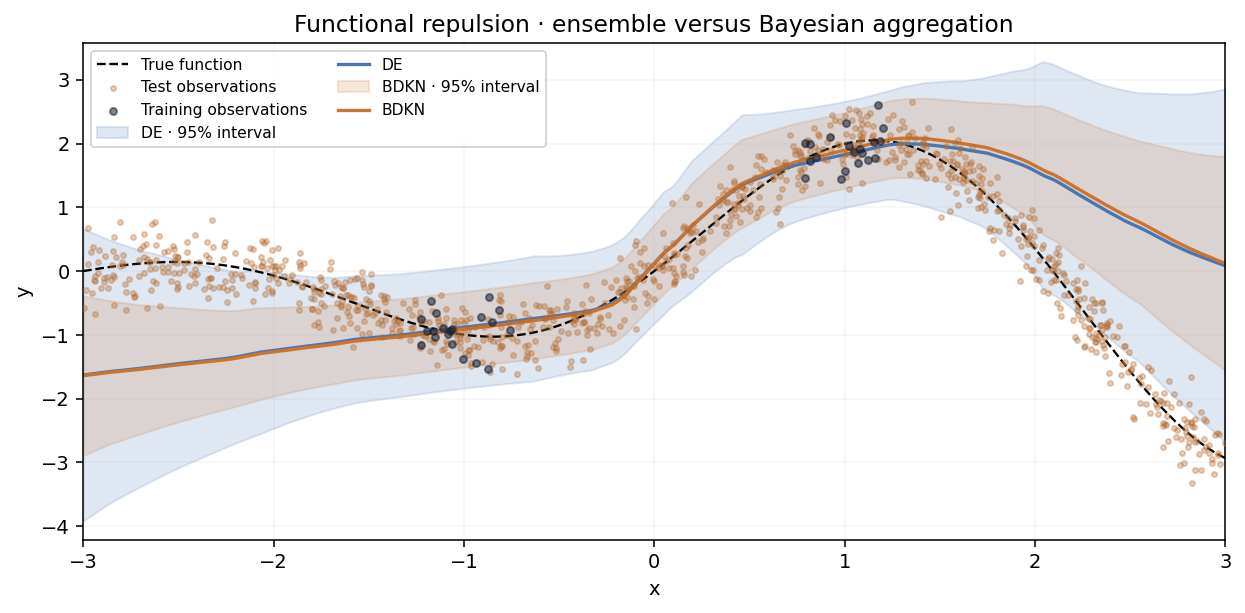 Functional repulsion · ensemble versus Bayesian aggregation
True function
Test observations
Training observations
DE · 95% interval
DE
BDKN · 95% interval
BDKN
y
3
2
1
0
−1
−2
−3
−4
−3
−2
−1
0
1
2
3
x